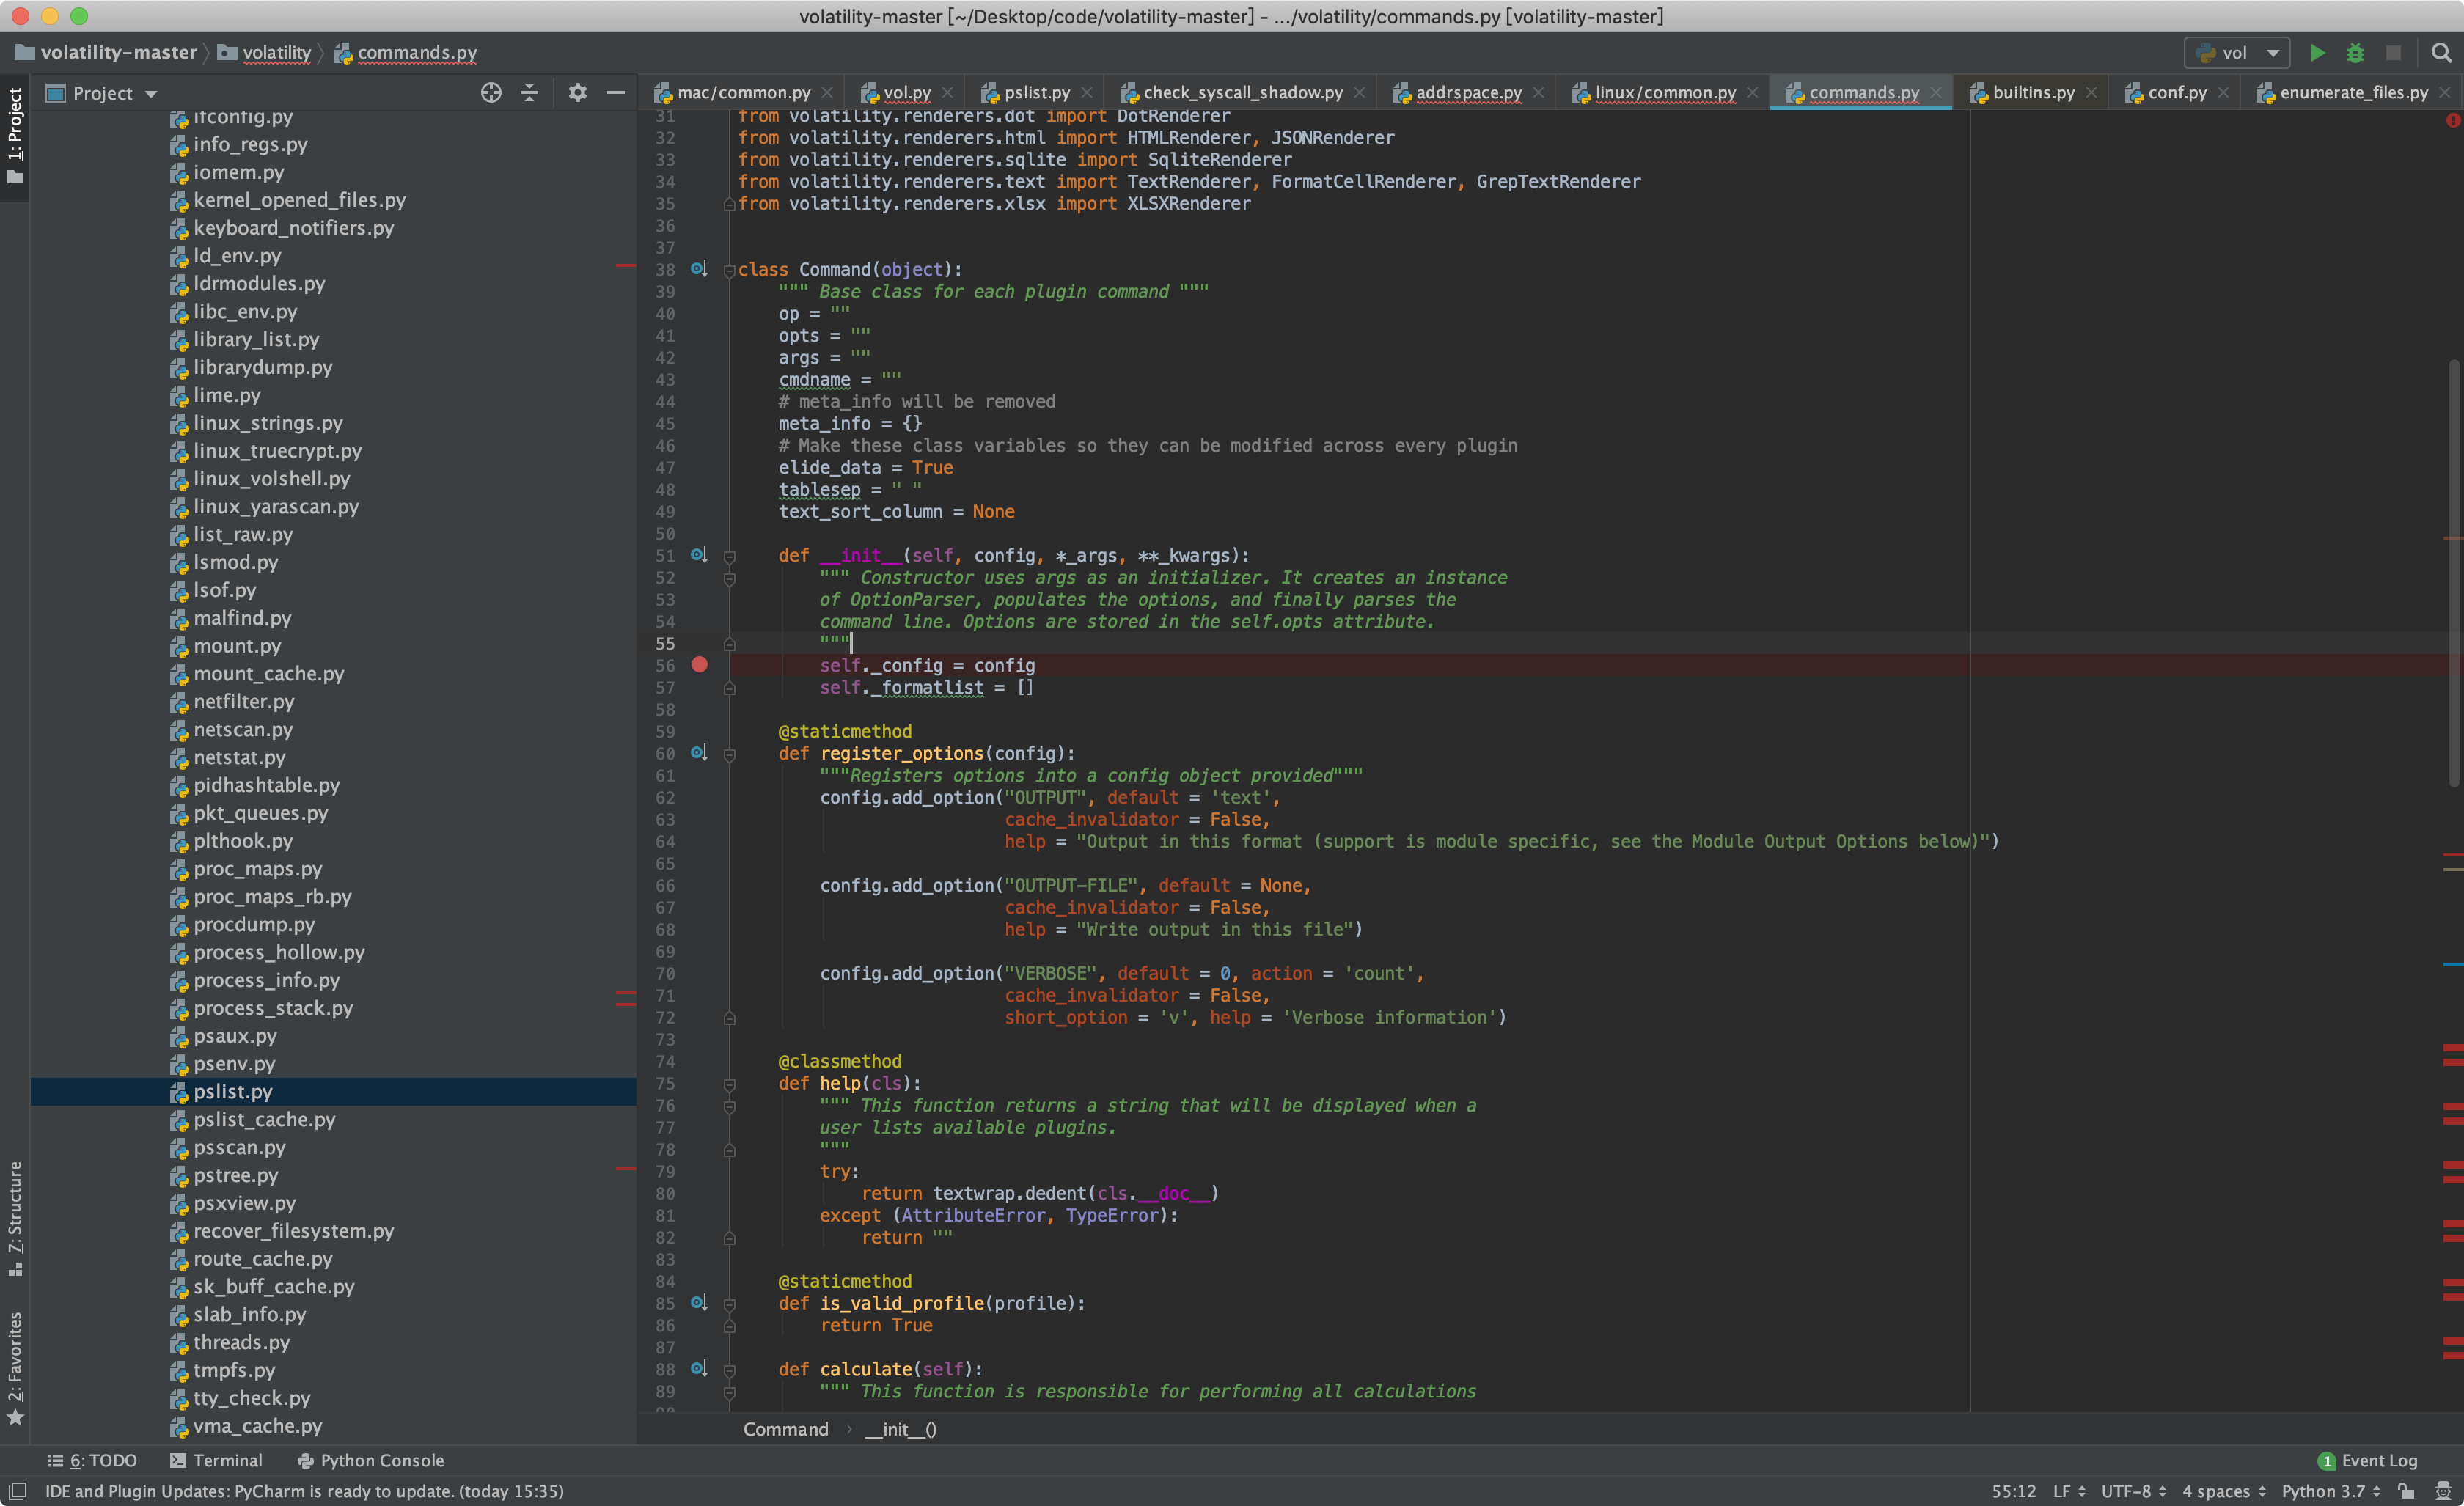 volatility-master [~/Desktop/code/volatility-master] - .../volatility/commands.py [volatility-master]
volatility-master volatility commands.py vol
1: Project
Project
mac/common.py vol.py pslist.py check_syscall_shadow.py addrspace.py linux/common.py commands.py builtins.py conf.py enumerate_files.py
ifconfig.py
info_regs.py
iomem.py
kernel_opened_files.py
keyboard_notifiers.py
ld_env.py
ldrmodules.py
libc_env.py
library_list.py
librarydump.py
lime.py
linux_strings.py
linux_truecrypt.py
linux_volshell.py
linux_yarascan.py
list_raw.py
lsmod.py
lsof.py
malfind.py
mount.py
mount_cache.py
netfilter.py
netscan.py
netstat.py
pidhashtable.py
pkt_queues.py
plthook.py
proc_maps.py
proc_maps_rb.py
procdump.py
process_hollow.py
process_info.py
process_stack.py
psaux.py
psenv.py
pslist.py
pslist_cache.py
psscan.py
pstree.py
psxview.py
recover_filesystem.py
route_cache.py
sk_buff_cache.py
slab_info.py
threads.py
tmpfs.py
tty_check.py
vma_cache.py
7: Structure
2: Favorites
31 from volatility.renderers.dot import DotRenderer
32 from volatility.renderers.html import HTMLRenderer, JSONRenderer
33 from volatility.renderers.sqlite import SqliteRenderer
34 from volatility.renderers.text import TextRenderer, FormatCellRenderer, GrepTextRenderer
35 from volatility.renderers.xlsx import XLSXRenderer
36
37
38 class Command(object):
39     """ Base class for each plugin command """
40     op = ""
41     opts = ""
42     args = ""
43     cmdname = ""
44     # meta_info will be removed
45     meta_info = {}
46     # Make these class variables so they can be modified across every plugin
47     elide_data = True
48     tablesep = " "
49     text_sort_column = None
50
51     def __init__(self, config, *_args, **_kwargs):
52         """ Constructor uses args as an initializer. It creates an instance
53         of OptionParser, populates the options, and finally parses the
54         command line. Options are stored in the self.opts attribute.
55         """
56         self._config = config
57         self._formatlist = []
58
59     @staticmethod
60     def register_options(config):
61         """Registers options into a config object provided"""
62         config.add_option("OUTPUT", default = 'text',
63                           cache_invalidator = False,
64                           help = "Output in this format (support is module specific, see the Module Output Options below)")
65
66         config.add_option("OUTPUT-FILE", default = None,
67                           cache_invalidator = False,
68                           help = "Write output in this file")
69
70         config.add_option("VERBOSE", default = 0, action = 'count',
71                           cache_invalidator = False,
72                           short_option = 'v', help = 'Verbose information')
73
74     @classmethod
75     def help(cls):
76         """ This function returns a string that will be displayed when a
77         user lists available plugins.
78         """
79         try:
80             return textwrap.dedent(cls.__doc__)
81         except (AttributeError, TypeError):
82             return ""
83
84     @staticmethod
85     def is_valid_profile(profile):
86         return True
87
88     def calculate(self):
89         """ This function is responsible for performing all calculations
90
Command › __init__()
6: TODO Terminal Python Console 1 Event Log
IDE and Plugin Updates: PyCharm is ready to update. (today 15:35) 55:12 LF UTF-8 4 spaces Python 3.7